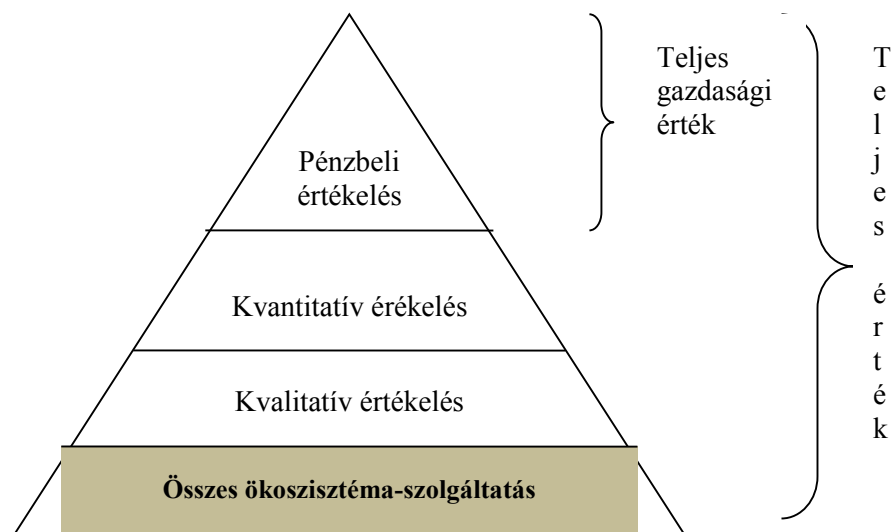 Pénzbeli
értékelés
Kvantitatív érékelés
Kvalitatív értékelés
Összes ökoszisztéma-szolgáltatás
Teljes
gazdasági
érték
T
e
l
j
e
s
é
r
t
é
k